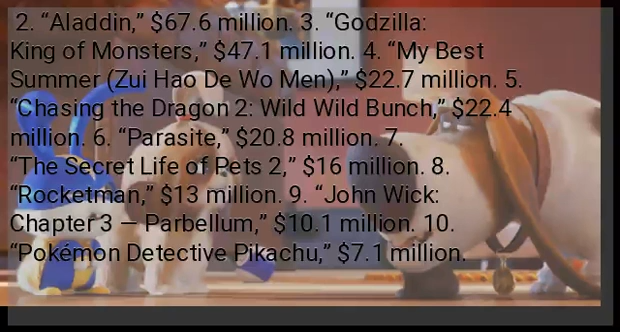 2. “Aladdin,” $67.6 million. 3. “Godzilla:
King of Monsters,” $47.1 million. 4. “My Best
Summer (Zui Hao De Wo Men),” $22.7 million. 5.
“Chasing the Dragon 2: Wild Wild Bunch,” $22.4
million. 6. “Parasite,” $20.8 million. 7.
“The Secret Life of Pets 2,” $16 million. 8.
“Rocketman,” $13 million. 9. “John Wick:
Chapter 3 — Parbellum,” $10.1 million. 10.
“Pokémon Detective Pikachu,” $7.1 million.